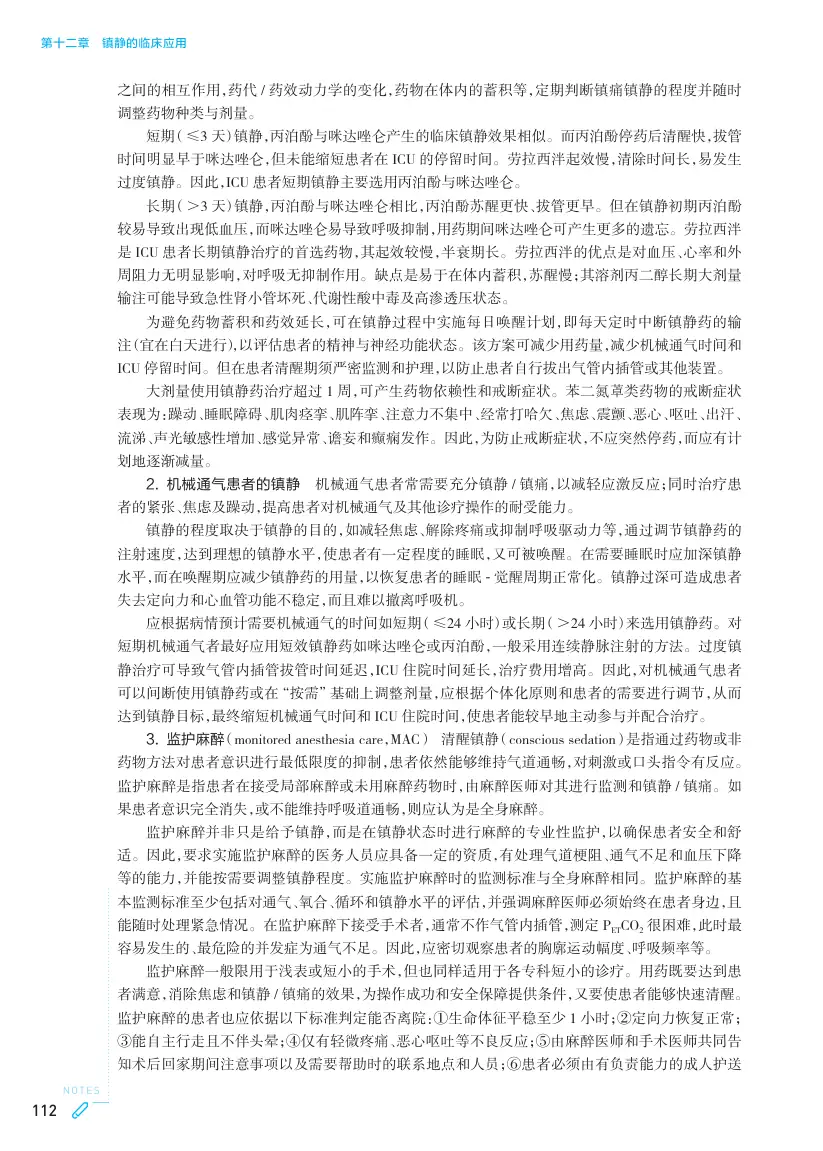 第十二章　镇静的临床应用
之间的相互作用,药代 / 药效动力学的变化,药物在体内的蓄积等,定期判断镇痛镇静的程度并随时
调整药物种类与剂量。
短期(≤3 天)镇静,丙泊酚与咪达唑仑产生的临床镇静效果相似。而丙泊酚停药后清醒快,拔管
时间明显早于咪达唑仑,但未能缩短患者在 ICU 的停留时间。劳拉西泮起效慢,清除时间长,易发生
过度镇静。因此,ICU 患者短期镇静主要选用丙泊酚与咪达唑仑。
长期(>3 天)镇静,丙泊酚与咪达唑仑相比,丙泊酚苏醒更快、拔管更早。但在镇静初期丙泊酚
较易导致出现低血压,而咪达唑仑易导致呼吸抑制,用药期间咪达唑仑可产生更多的遗忘。劳拉西泮
是 ICU 患者长期镇静治疗的首选药物,其起效较慢,半衰期长。劳拉西泮的优点是对血压、心率和外
周阻力无明显影响,对呼吸无抑制作用。缺点是易于在体内蓄积,苏醒慢;其溶剂丙二醇长期大剂量
输注可能导致急性肾小管坏死、代谢性酸中毒及高渗透压状态。
为避免药物蓄积和药效延长,可在镇静过程中实施每日唤醒计划,即每天定时中断镇静药的输
注(宜在白天进行),以评估患者的精神与神经功能状态。该方案可减少用药量,减少机械通气时间和
ICU 停留时间。但在患者清醒期须严密监测和护理,以防止患者自行拔出气管内插管或其他装置。
大剂量使用镇静药治疗超过 1 周,可产生药物依赖性和戒断症状。苯二氮䓬类药物的戒断症状
表现为:躁动、睡眠障碍、肌肉痉挛、肌阵挛、注意力不集中、经常打哈欠、焦虑、震颤、恶心、呕吐、出汗、
流涕、声光敏感性增加、感觉异常、谵妄和癫痫发作。因此,为防止戒断症状,不应突然停药,而应有计
划地逐渐减量。
2. 机械通气患者的镇静　机械通气患者常需要充分镇静 / 镇痛,以减轻应激反应;同时治疗患
者的紧张、焦虑及躁动,提高患者对机械通气及其他诊疗操作的耐受能力。
镇静的程度取决于镇静的目的,如减轻焦虑、解除疼痛或抑制呼吸驱动力等,通过调节镇静药的
注射速度,达到理想的镇静水平,使患者有一定程度的睡眠,又可被唤醒。在需要睡眠时应加深镇静
水平,而在唤醒期应减少镇静药的用量,以恢复患者的睡眠 - 觉醒周期正常化。镇静过深可造成患者
失去定向力和心血管功能不稳定,而且难以撤离呼吸机。
应根据病情预计需要机械通气的时间如短期(≤24 小时)或长期(>24 小时)来选用镇静药。对
短期机械通气者最好应用短效镇静药如咪达唑仑或丙泊酚,一般采用连续静脉注射的方法。过度镇
静治疗可导致气管内插管拔管时间延迟,ICU 住院时间延长,治疗费用增高。因此,对机械通气患者
可以间断使用镇静药或在“按需”基础上调整剂量,应根据个体化原则和患者的需要进行调节,从而
达到镇静目标,最终缩短机械通气时间和 ICU 住院时间,使患者能较早地主动参与并配合治疗。
3. 监护麻醉(monitored anesthesia care,MAC)　清醒镇静(conscious sedation)是指通过药物或非
药物方法对患者意识进行最低限度的抑制,患者依然能够维持气道通畅,对刺激或口头指令有反应。
监护麻醉是指患者在接受局部麻醉或未用麻醉药物时,由麻醉医师对其进行监测和镇静 / 镇痛。如
果患者意识完全消失,或不能维持呼吸道通畅,则应认为是全身麻醉。
监护麻醉并非只是给予镇静,而是在镇静状态时进行麻醉的专业性监护,以确保患者安全和舒
适。因此,要求实施监护麻醉的医务人员应具备一定的资质,有处理气道梗阻、通气不足和血压下降
等的能力,并能按需要调整镇静程度。实施监护麻醉时的监测标准与全身麻醉相同。监护麻醉的基
本监测标准至少包括对通气、氧合、循环和镇静水平的评估,并强调麻醉医师必须始终在患者身边,且
能随时处理紧急情况。在监护麻醉下接受手术者,通常不作气管内插管,测定 PETCO2 很困难,此时最
容易发生的、最危险的并发症为通气不足。因此,应密切观察患者的胸廓运动幅度、呼吸频率等。
监护麻醉一般限用于浅表或短小的手术,但也同样适用于各专科短小的诊疗。用药既要达到患
者满意,消除焦虑和镇静 / 镇痛的效果,为操作成功和安全保障提供条件,又要使患者能够快速清醒。
监护麻醉的患者也应依据以下标准判定能否离院:①生命体征平稳至少 1 小时;②定向力恢复正常;
③能自主行走且不伴头晕;④仅有轻微疼痛、恶心呕吐等不良反应;⑤由麻醉医师和手术医师共同告
知术后回家期间注意事项以及需要帮助时的联系地点和人员;⑥患者必须由有负责能力的成人护送
NOTES
112